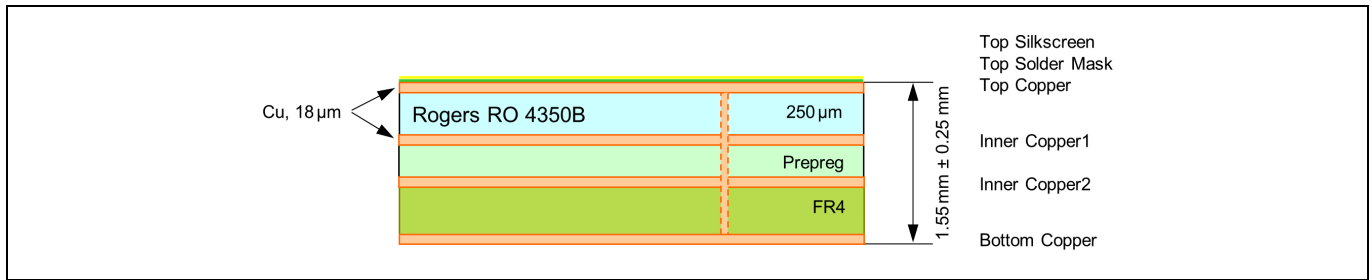 Top Silkscreen
Top Solder Mask
Top Copper
Cu, 18 µm
Rogers RO 4350B
250 µm
Inner Copper1
Prepreg
Inner Copper2
FR4
1.55 mm ± 0.25 mm
Bottom Copper